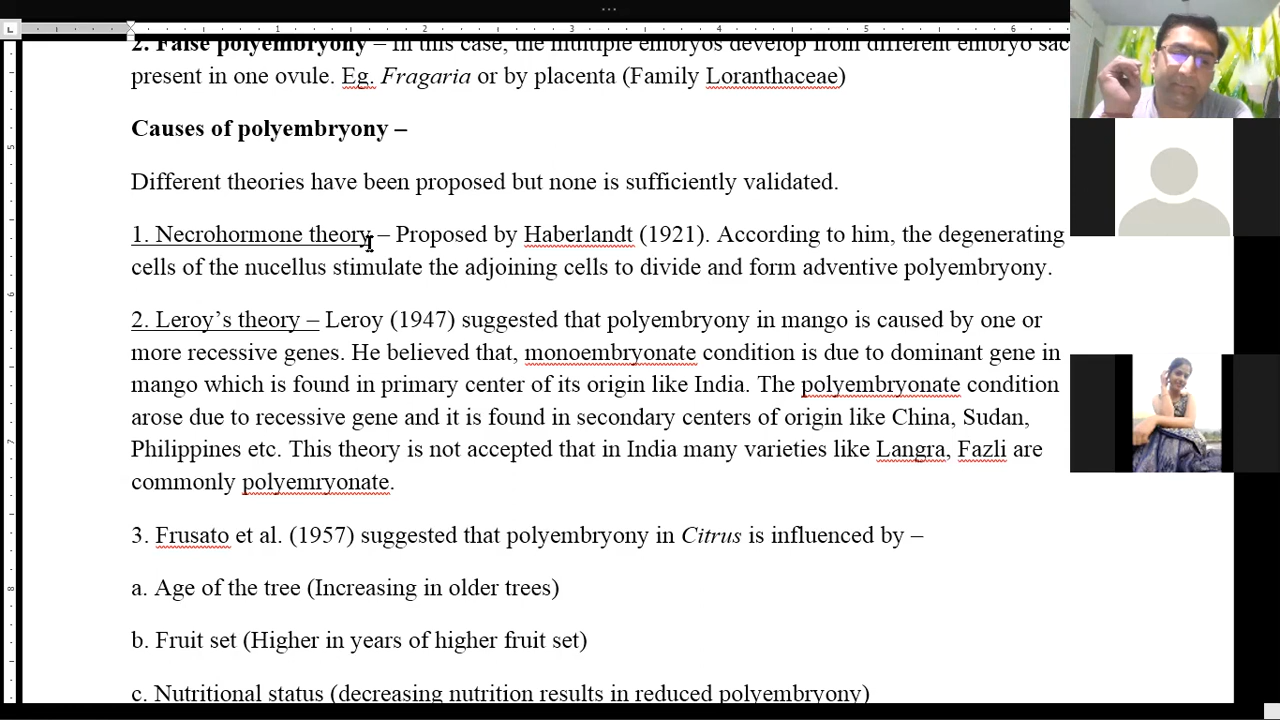 2. False polyembryony – In this case, the multiple embryos develop from different embryo sac
present in one ovule. Eg. Fragaria or by placenta (Family Loranthaceae)
Causes of polyembryony –
Different theories have been proposed but none is sufficiently validated.
1. Necrohormone theory – Proposed by Haberlandt (1921). According to him, the degenerating
cells of the nucellus stimulate the adjoining cells to divide and form adventive polyembryony.
2. Leroy’s theory – Leroy (1947) suggested that polyembryony in mango is caused by one or
more recessive genes. He believed that, monoembryonate condition is due to dominant gene in
mango which is found in primary center of its origin like India. The polyembryonate condition
arose due to recessive gene and it is found in secondary centers of origin like China, Sudan,
Philippines etc. This theory is not accepted that in India many varieties like Langra, Fazli are
commonly polyemryonate.
3. Frusato et al. (1957) suggested that polyembryony in Citrus is influenced by –
a. Age of the tree (Increasing in older trees)
b. Fruit set (Higher in years of higher fruit set)
c. Nutritional status (decreasing nutrition results in reduced polyembryony)